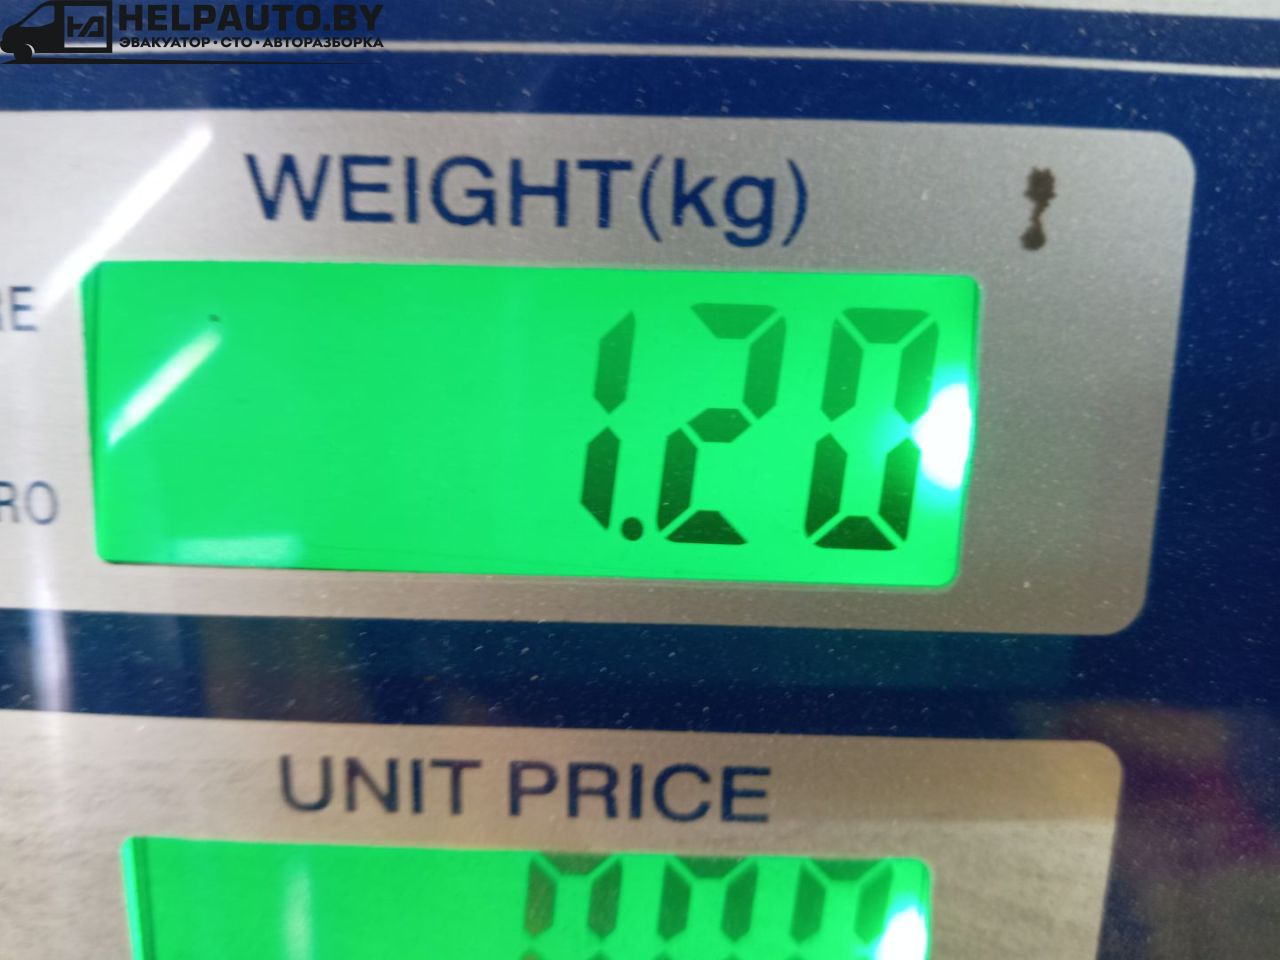 HELPAUTO.BY
ЭВАКУАТОР·СТО·АВТОРАЗБОРКА
WEIGHT(kg)
1.20
UNIT PRICE